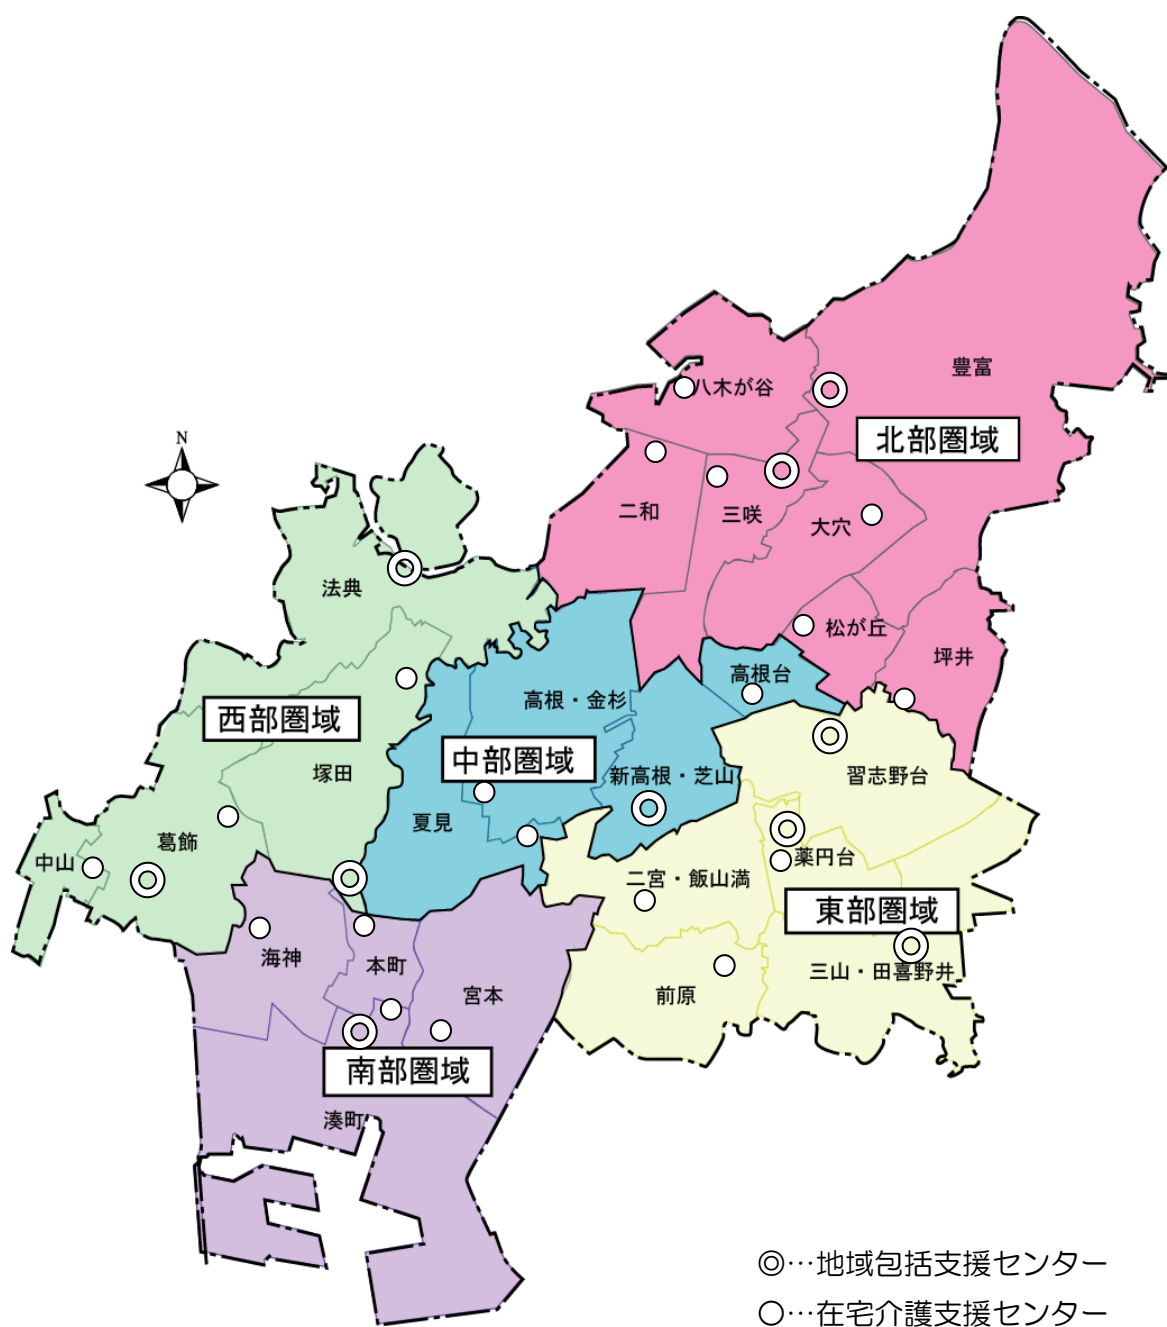 豊富
八木が谷
北部圏域
N
二和
三咲
大穴
法典
松が丘
坪井
高根台
高根・金杉
西部圏域
中部圏域
塚田
新高根・芝山
習志野台
夏見
葛飾
中山
薬円台
二宮・飯山満
東部圏域
海神
本町
三山・田喜野井
宮本
前原
南部圏域
湊町
◎…地域包括支援センター
○…在宅介護支援センター